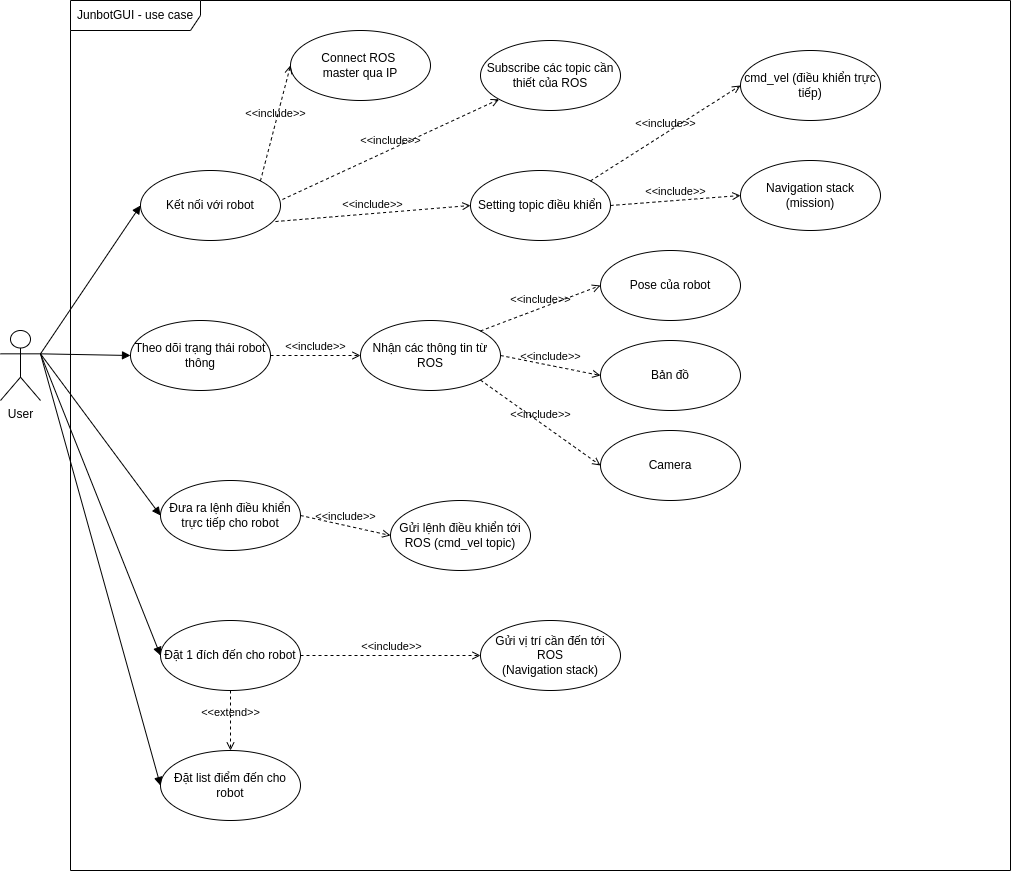 JunbotGUI - use case
Connect ROS
master qua IP
Subscribe các topic cần
thiết của ROS
cmd_vel (điều khiển trực
tiếp)
<<include>>
<<include>>
<<include>>
Kết nối với robot
<<include>>
Setting topic điều khiển
<<include>>
Navigation stack
(mission)
Pose của robot
<<include>>
Theo dõi trạng thái robot
thông
<<include>>
Nhận các thông tin từ
ROS
<<include>>
Bản đồ
<<include>>
Camera
User
Đưa ra lệnh điều khiển
trực tiếp cho robot
<<include>>
Gửi lệnh điều khiển tới
ROS (cmd_vel topic)
Đặt 1 đích đến cho robot
<<include>>
Gửi vị trí cần đến tới
ROS
(Navigation stack)
<<extend>>
Đặt list điểm đến cho
robot